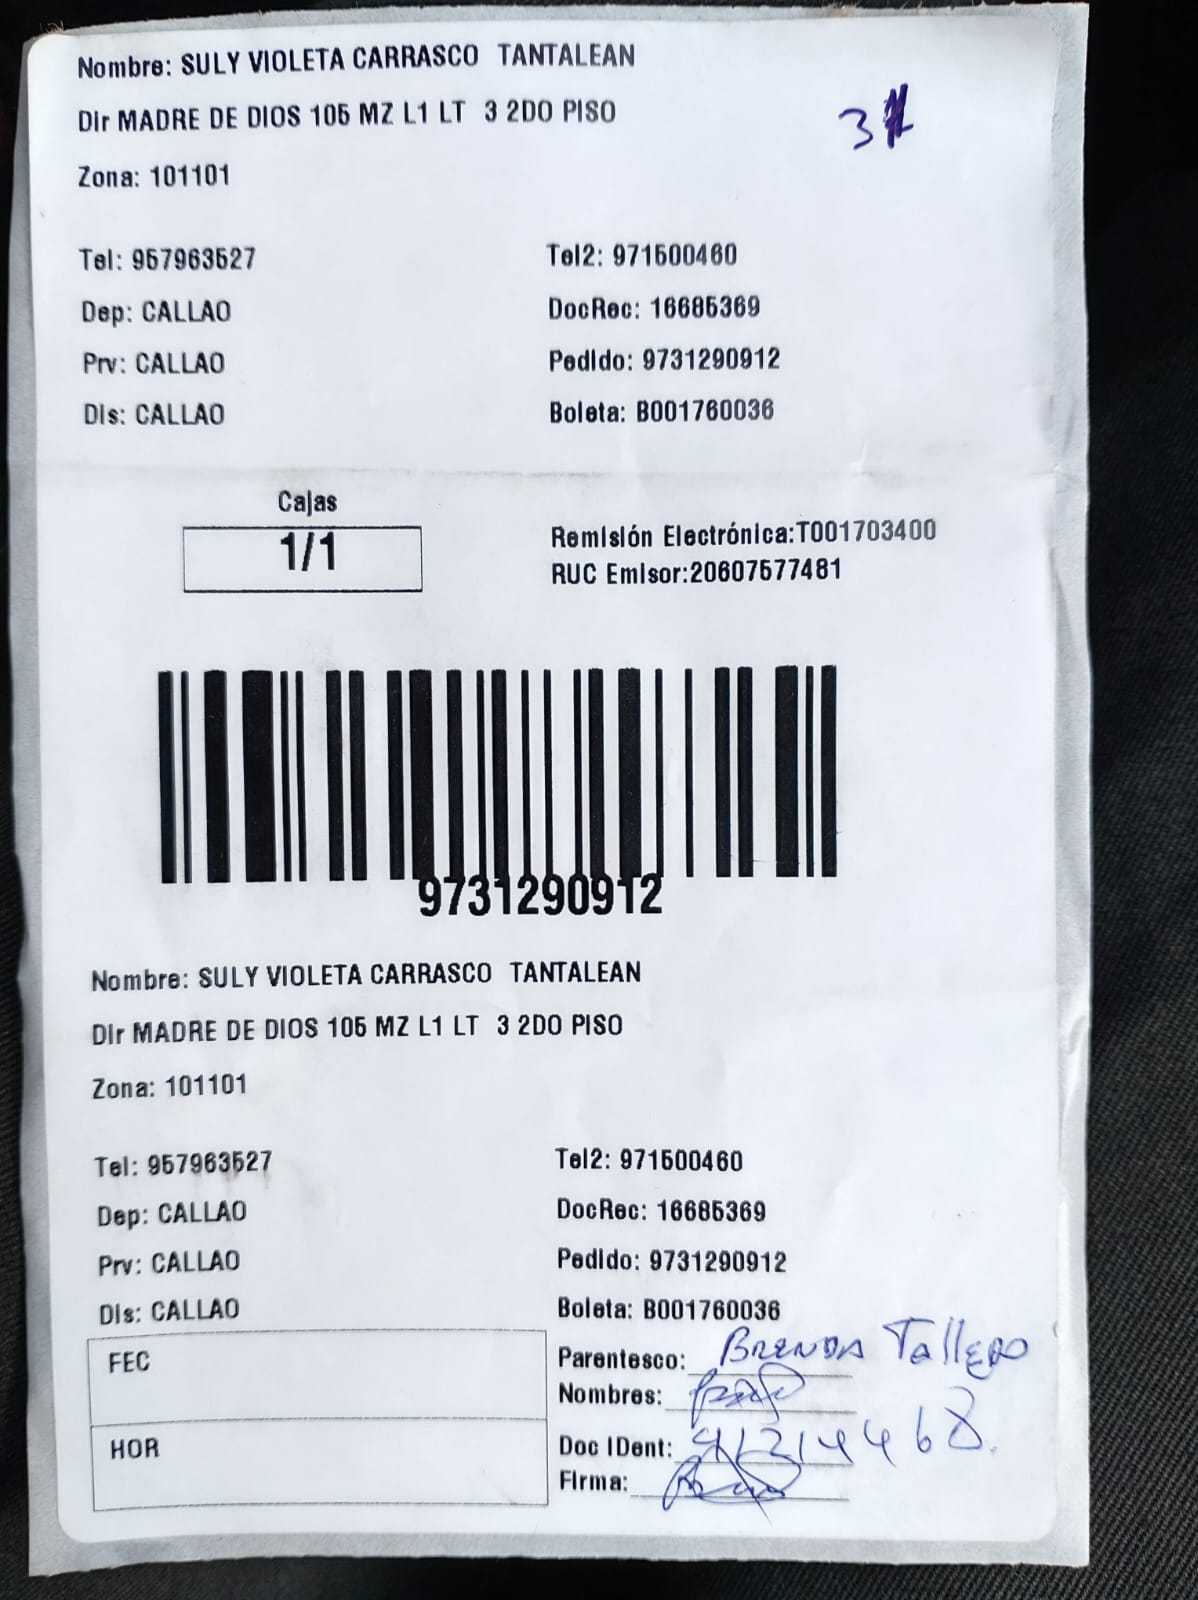 Nombre: SULY VIOLETA CARRASCO TANTALEAN
Dir MADRE DE DIOS 105 MZ L1 LT 3 2DO PISO
Zona: 101101
Tel: 957963527 Tel2: 971500460
Dep: CALLAO DocRec: 16685369
Prv: CALLAO Pedido: 9731290912
Dis: CALLAO Boleta: B001760036
Cajas
1/1
Remisión Electrónica:T001703400
RUC Emisor:20607577481
9731290912
Nombre: SULY VIOLETA CARRASCO TANTALEAN
Dir MADRE DE DIOS 105 MZ L1 LT 3 2DO PISO
Zona: 101101
Tel: 957963527 Tel2: 971500460
Dep: CALLAO DocRec: 16685369
Prv: CALLAO Pedido: 9731290912
Dis: CALLAO Boleta: B001760036
FEC
HOR
Parentesco: BRENDA
Nombres:
Doc IDent:
Firma: